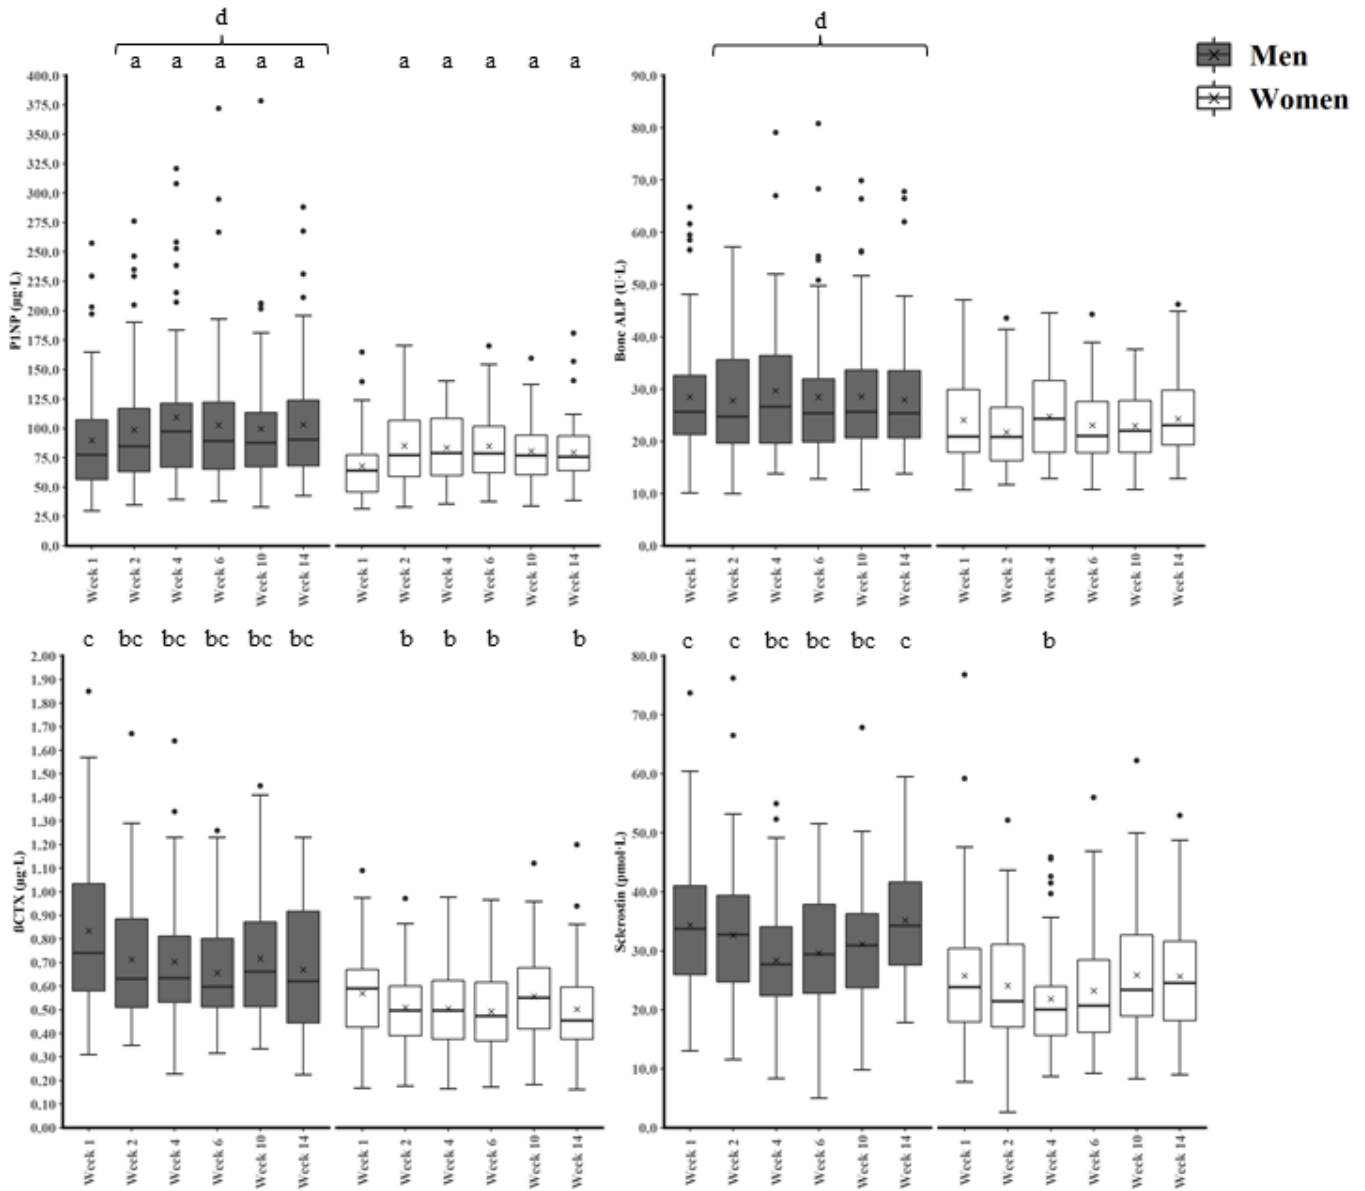 d
a a a a a
a a a a a
P1NP (µg·L)
400,0
375,0
350,0
325,0
300,0
275,0
250,0
225,0
200,0
175,0
150,0
125,0
100,0
75,0
50,0
25,0
0,0
Week 1
Week 2
Week 4
Week 6
Week 10
Week 14
Week 1
Week 2
Week 4
Week 6
Week 10
Week 14
d
Bone ALP (U·L)
90,0
80,0
70,0
60,0
50,0
40,0
30,0
20,0
10,0
0,0
Week 1
Week 2
Week 4
Week 6
Week 10
Week 14
Week 1
Week 2
Week 4
Week 6
Week 10
Week 14
Men
Women
c bc bc bc bc bc
b b b b
βCTX (µg·L)
2,00
1,90
1,80
1,70
1,60
1,50
1,40
1,30
1,20
1,10
1,00
0,90
0,80
0,70
0,60
0,50
0,40
0,30
0,20
0,10
0,00
Week 1
Week 2
Week 4
Week 6
Week 10
Week 14
Week 1
Week 2
Week 4
Week 6
Week 10
Week 14
c c bc bc bc c
b
Sclerostin (pmol·L)
80,0
70,0
60,0
50,0
40,0
30,0
20,0
10,0
0,0
Week 1
Week 2
Week 4
Week 6
Week 10
Week 14
Week 1
Week 2
Week 4
Week 6
Week 10
Week 14